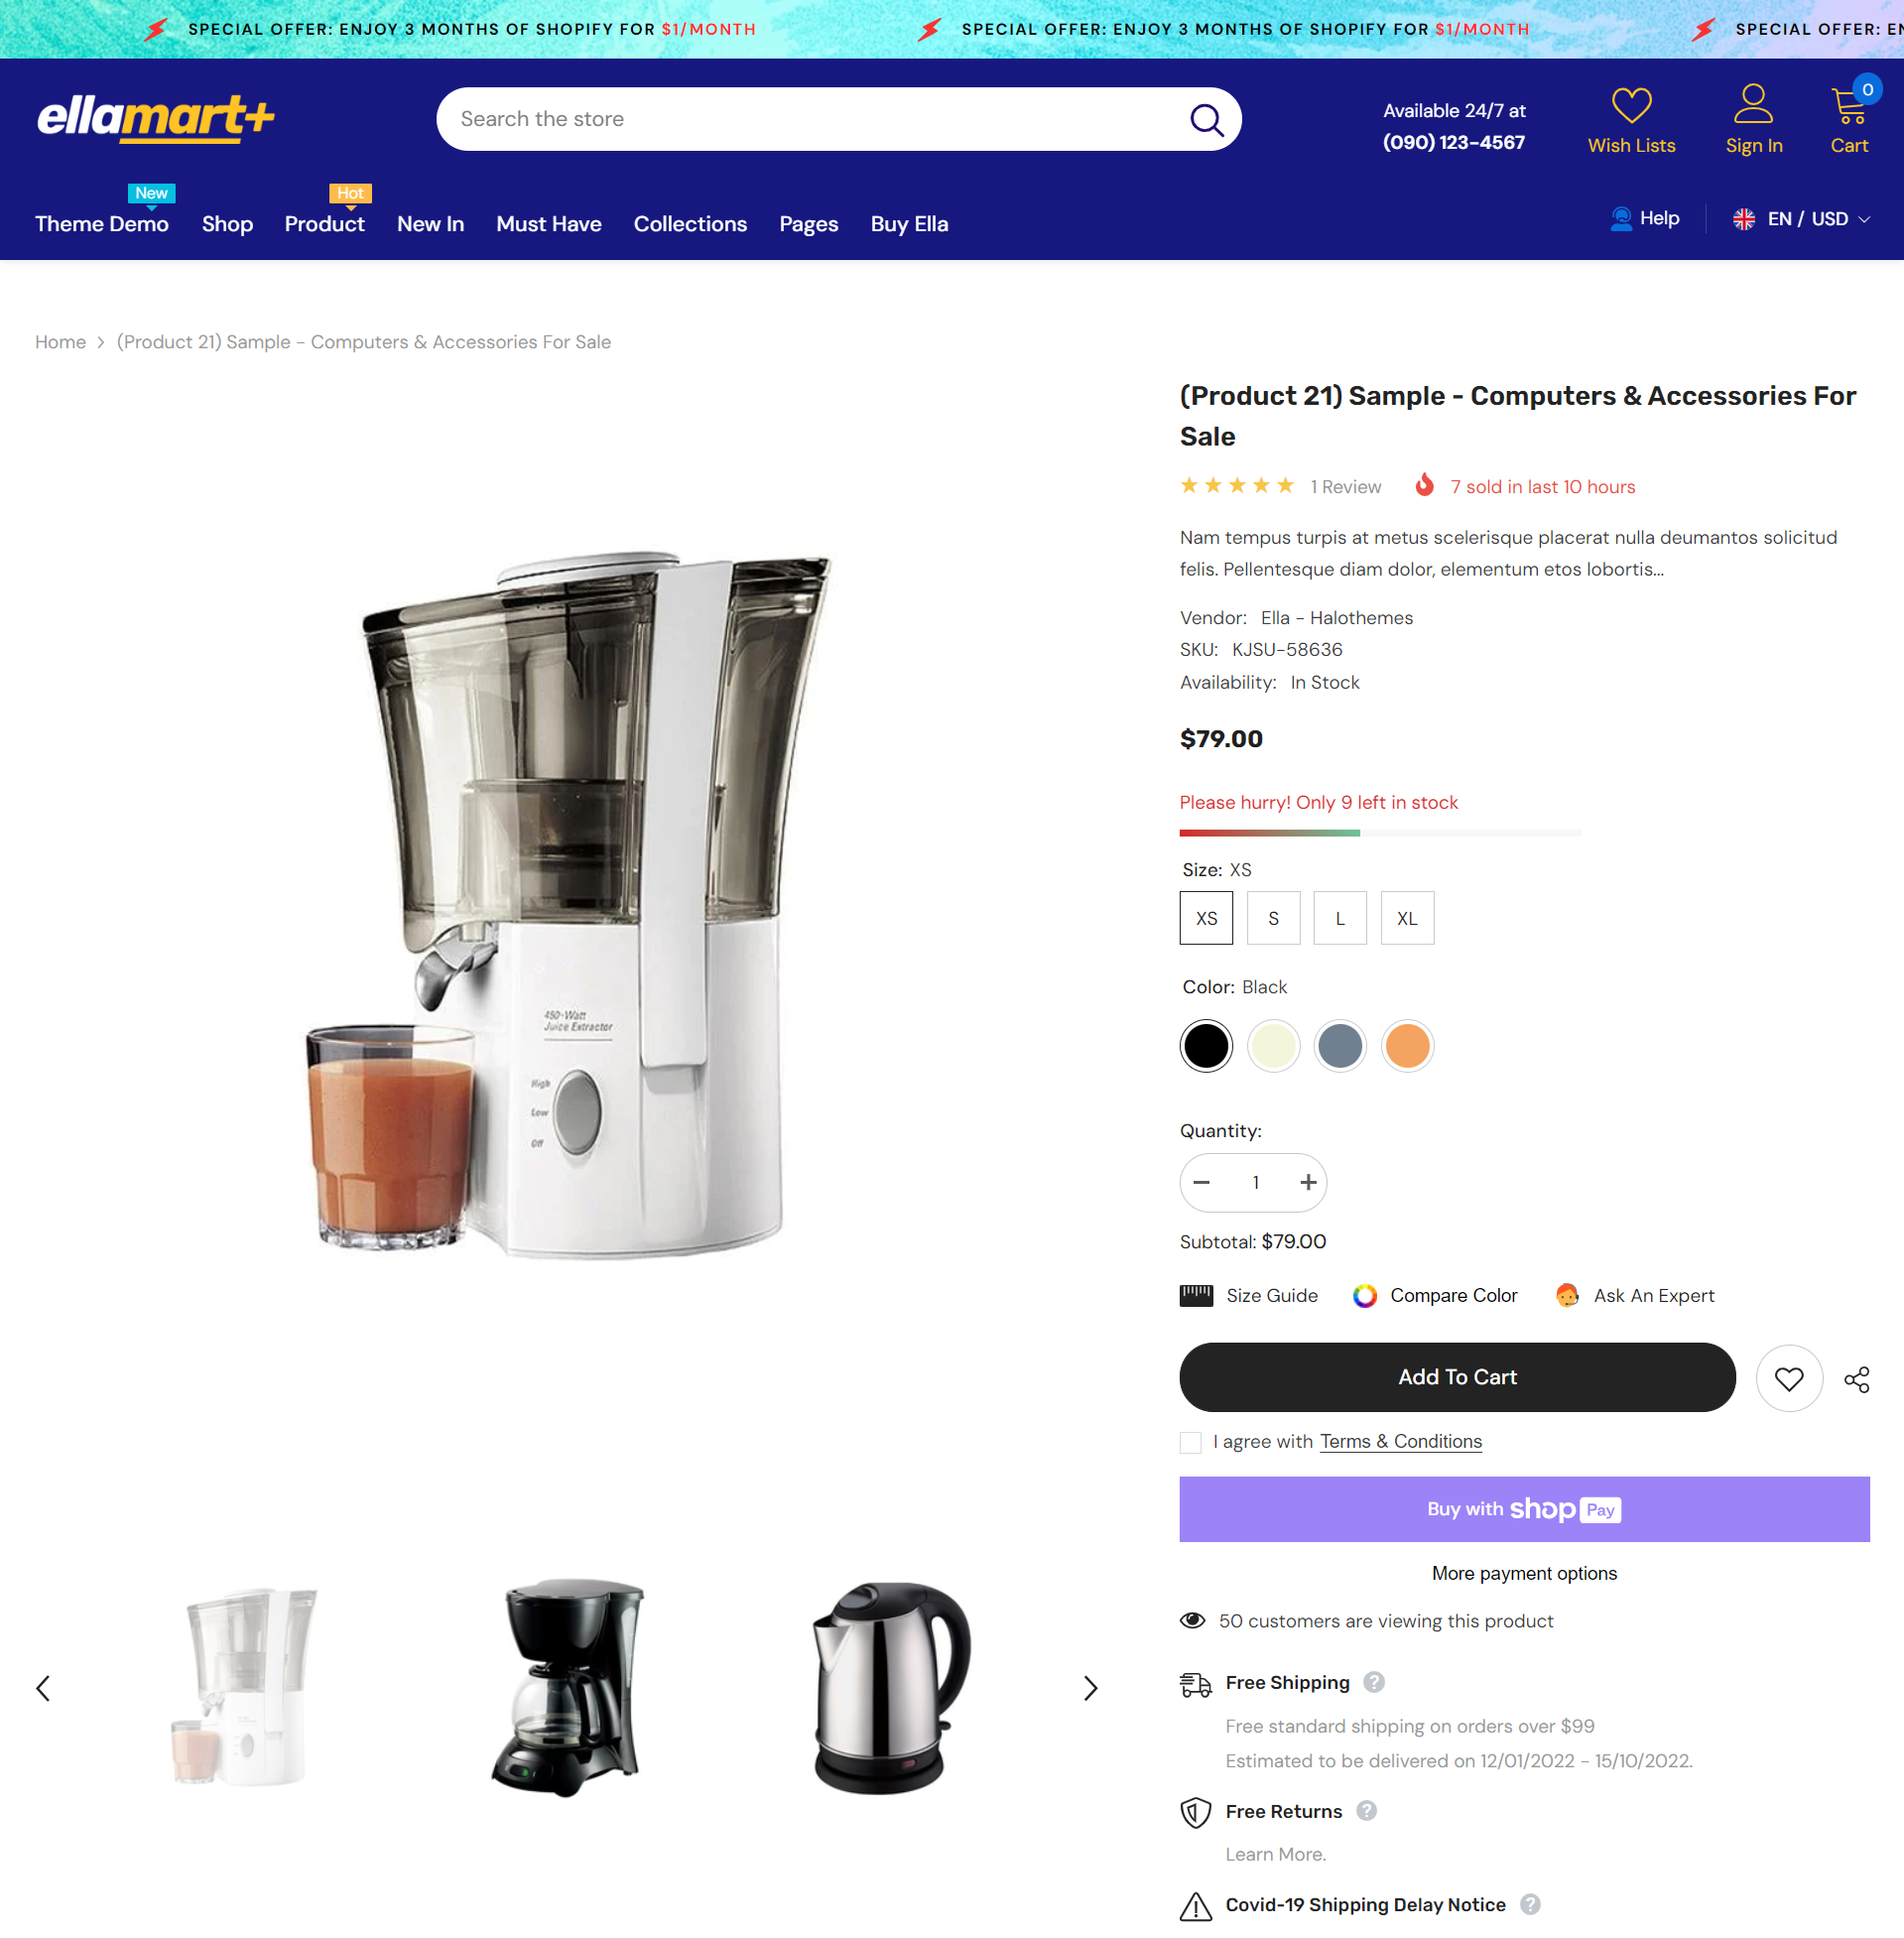 SPECIAL OFFER: ENJOY 3 MONTHS OF SHOPIFY FOR $1/MONTH
SPECIAL OFFER: ENJOY 3 MONTHS OF SHOPIFY FOR $1/MONTH
SPECIAL OFFER: EN
ellamart+
Search the store
Available 24/7 at
(090) 123-4567
Wish Lists
Sign In
0
Cart
New
Hot
Theme Demo
Shop
Product
New In
Must Have
Collections
Pages
Buy Ella
Help
EN / USD
Home
(Product 21) Sample - Computers & Accessories For Sale
(Product 21) Sample - Computers & Accessories For
Sale
1 Review
7 sold in last 10 hours
Nam tempus turpis at metus scelerisque placerat nulla deumantos solicitud
felis. Pellentesque diam dolor, elementum etos lobortis...
Vendor: Ella - Halothemes
SKU: KJSU-58636
Availability: In Stock
$79.00
Please hurry! Only 9 left in stock
Size: XS
XS
S
L
XL
Color: Black
Quantity:
1
Subtotal: $79.00
Size Guide
Compare Color
Ask An Expert
Add To Cart
I agree with Terms & Conditions
Buy with shop Pay
More payment options
50 customers are viewing this product
Free Shipping ?
Free standard shipping on orders over $99
Estimated to be delivered on 12/01/2022 - 15/10/2022.
Free Returns ?
Learn More.
Covid-19 Shipping Delay Notice ?
450-Watt
Juice Extractor
High
Low
Off